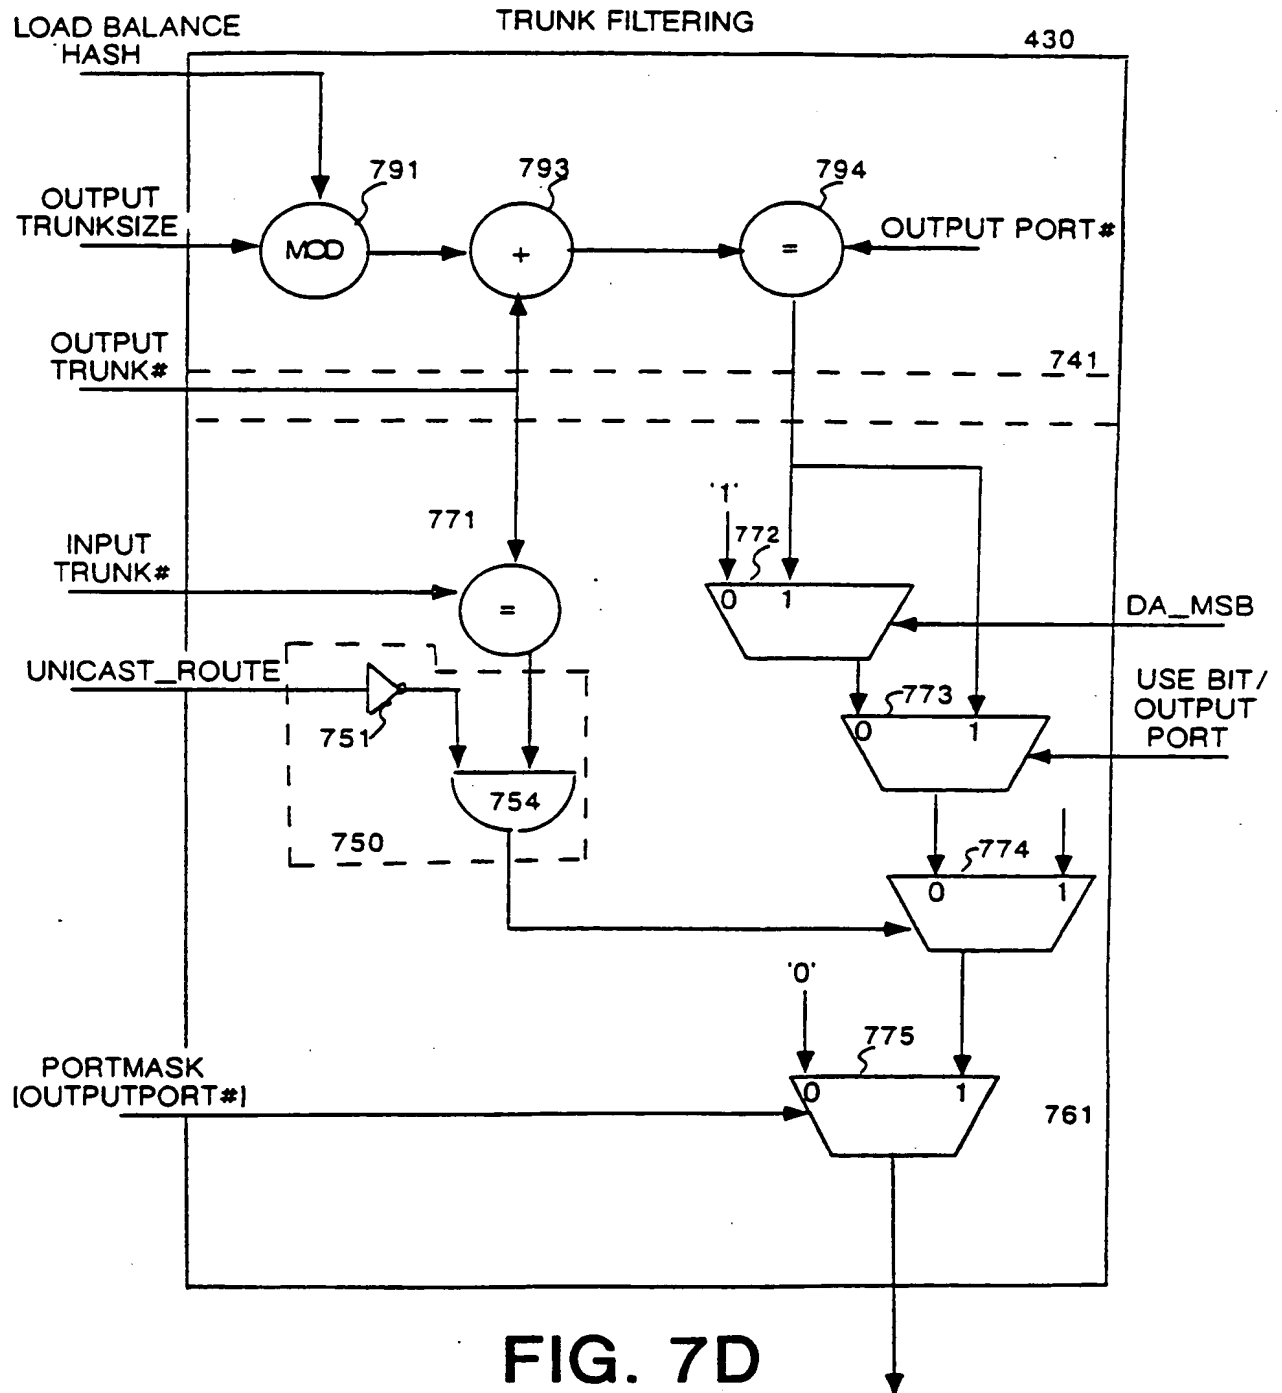 TRUNK FILTERING
LOAD BALANCE
HASH
430
791
793
794
OUTPUT
TRUNKSIZE
MOD
+
=
OUTPUT PORT#
OUTPUT
TRUNK#
741
'1'
771
772
INPUT
TRUNK#
=
0 1
DA_MSB
UNICAST_ROUTE
751
773
0 1
USE BIT/
OUTPUT
PORT
754
750
774
0 1
'0'
775
PORTMASK
[OUTPUTPORT#]
0 1
761
FIG. 7D